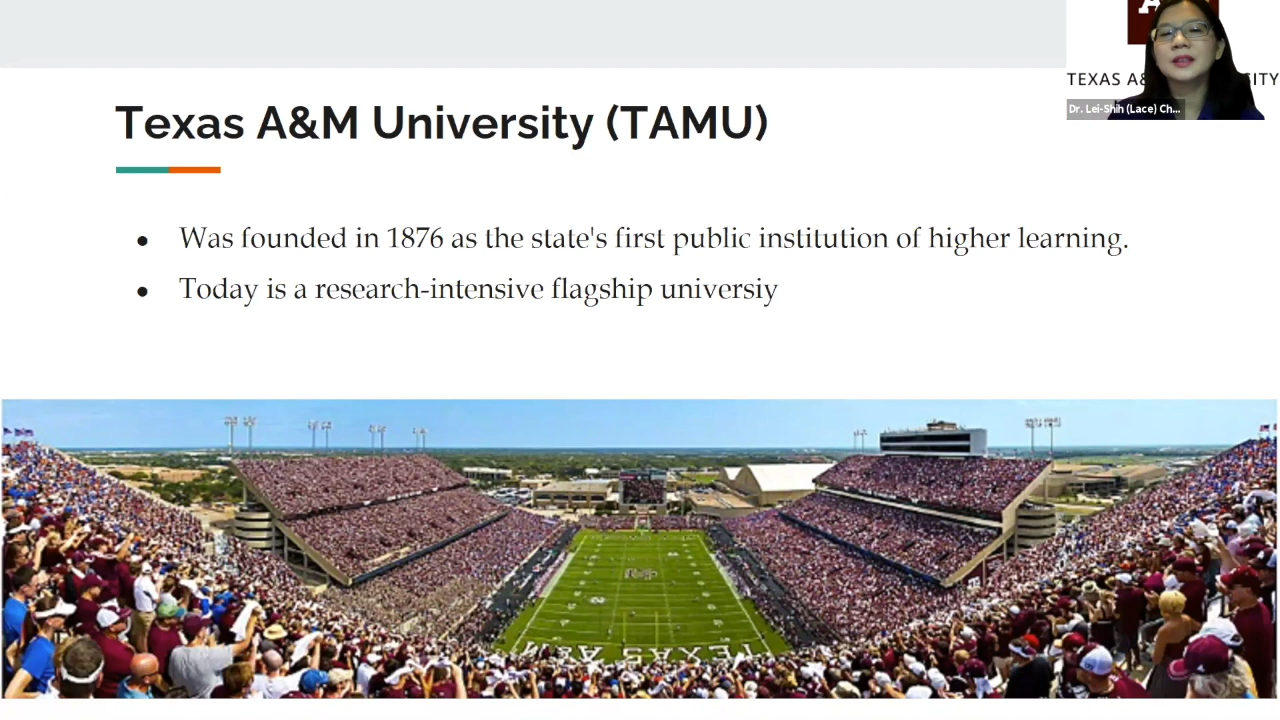 Texas A&M University (TAMU)
TEXAS A& ITY
Dr. Lei-Shih (Lace) Ch...
● Was founded in 1876 as the state's first public institution of higher learning.
● Today is a research-intensive flagship universiy
TEXAS A&M